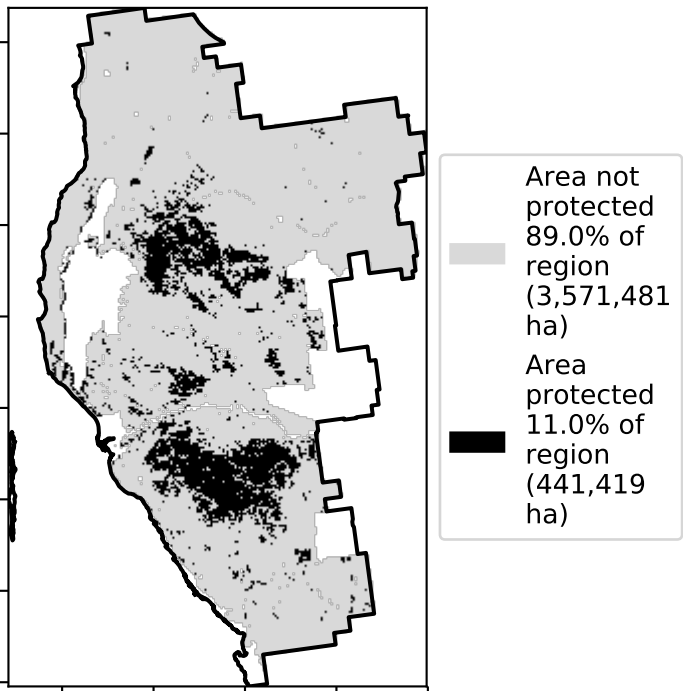 Area not
protected
89.0% of
region
(3,571,481
ha)
Area
protected
11.0% of
region
(441,419
ha)